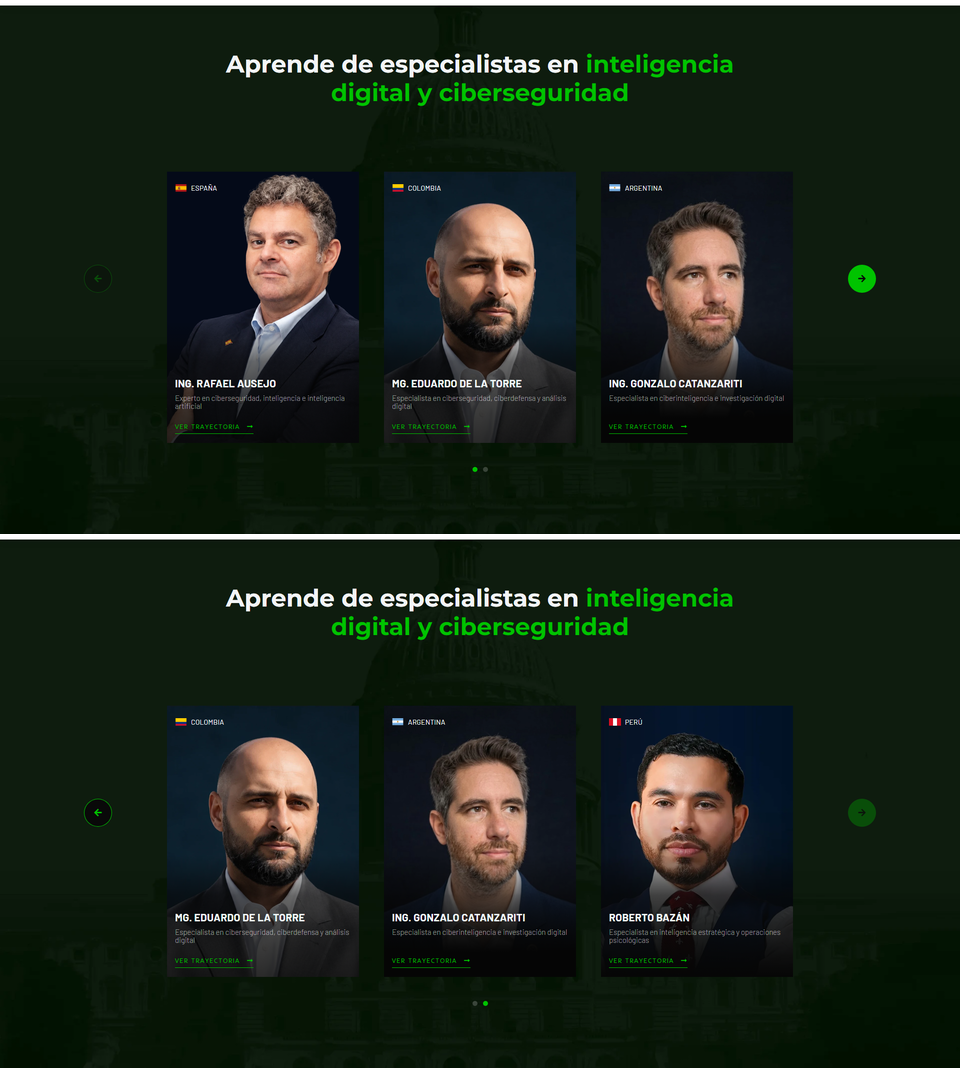 Aprende de especialistas en inteligencia
digital y ciberseguridad
ESPAÑA
ING. RAFAEL AUSEJO
Experto en ciberseguridad, inteligencia e inteligencia
artificial
VER TRAYECTORIA
COLOMBIA
MG. EDUARDO DE LA TORRE
Especialista en ciberseguridad, ciberdefensa y análisis
digital
VER TRAYECTORIA
ARGENTINA
ING. GONZALO CATANZARITI
Especialista en ciberinteligencia e investigación digital
VER TRAYECTORIA
Aprende de especialistas en inteligencia
digital y ciberseguridad
COLOMBIA
MG. EDUARDO DE LA TORRE
Especialista en ciberseguridad, ciberdefensa y análisis
digital
VER TRAYECTORIA
ARGENTINA
ING. GONZALO CATANZARITI
Especialista en ciberinteligencia e investigación digital
VER TRAYECTORIA
PERÚ
ROBERTO BAZÁN
Especialista en inteligencia estratégica y operaciones
psicológicas
VER TRAYECTORIA